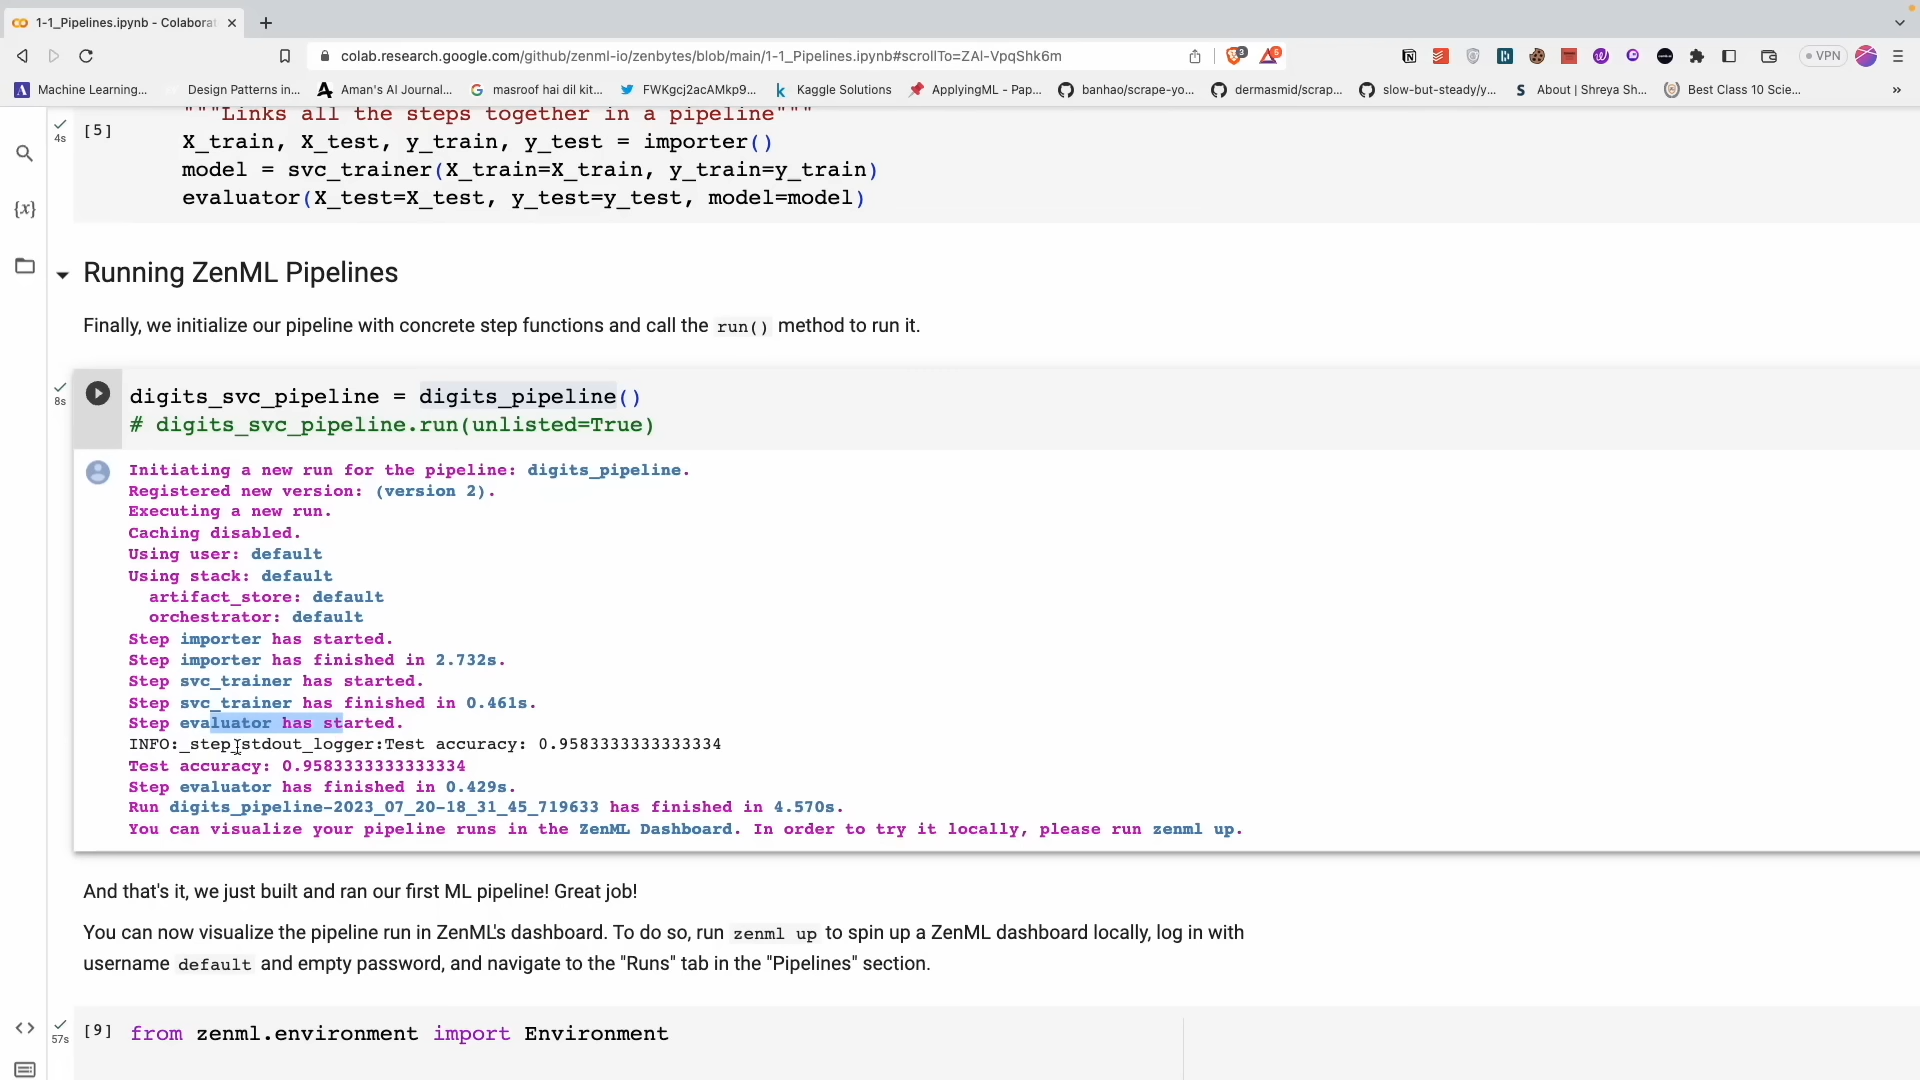 1-1_Pipelines.ipynb - Colabora
colab.research.google.com/github/zenml-io/zenbytes/blob/main/1-1_Pipelines.ipynb#scrollTo=ZAl-VpqShk6m
3
5
VPN
Machine Learning...
Design Patterns in...
Aman's AI Journal...
masroof hai dil kit...
FWKgcj2acAMkp9...
Kaggle Solutions
ApplyingML - Pap...
banhao/scrape-yo...
dermasmid/scrap...
slow-but-steady/y...
About | Shreya Sh...
Best Class 10 Scie...
»
4s
[5]
"""Links all the steps together in a pipeline"""
X_train, X_test, y_train, y_test = importer()
model = svc_trainer(X_train=X_train, y_train=y_train)
evaluator(X_test=X_test, y_test=y_test, model=model)
{x}
Running ZenML Pipelines
Finally, we initialize our pipeline with concrete step functions and call the run() method to run it.
8s
digits_svc_pipeline = digits_pipeline()
# digits_svc_pipeline.run(unlisted=True)
Initiating a new run for the pipeline: digits_pipeline.
Registered new version: (version 2).
Executing a new run.
Caching disabled.
Using user: default
Using stack: default
artifact_store: default
orchestrator: default
Step importer has started.
Step importer has finished in 2.732s.
Step svc_trainer has started.
Step svc_trainer has finished in 0.461s.
Step evaluator has started.
INFO:_step_stdout_logger:Test accuracy: 0.9583333333333334
Test accuracy: 0.9583333333333334
Step evaluator has finished in 0.429s.
Run digits_pipeline-2023_07_20-18_31_45_719633 has finished in 4.570s.
You can visualize your pipeline runs in the ZenML Dashboard. In order to try it locally, please run zenml up.
And that's it, we just built and ran our first ML pipeline! Great job!
You can now visualize the pipeline run in ZenML's dashboard. To do so, run zenml up to spin up a ZenML dashboard locally, log in with
username default and empty password, and navigate to the "Runs" tab in the "Pipelines" section.
57s
[9]
from zenml.environment import Environment